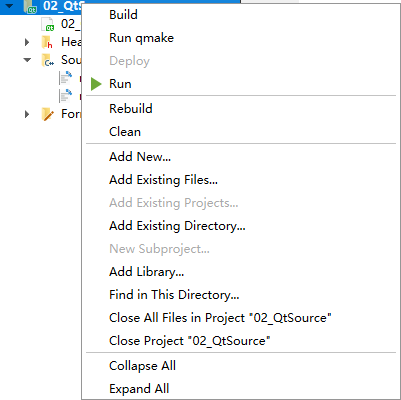 02_QtS
02_
Hea
Sou
Forn
Build
Run qmake
Deploy
Run
Rebuild
Clean
Add New...
Add Existing Files...
Add Existing Projects...
Add Existing Directory...
New Subproject...
Add Library...
Find in This Directory...
Close All Files in Project "02_QtSource"
Close Project "02_QtSource"
Collapse All
Expand All